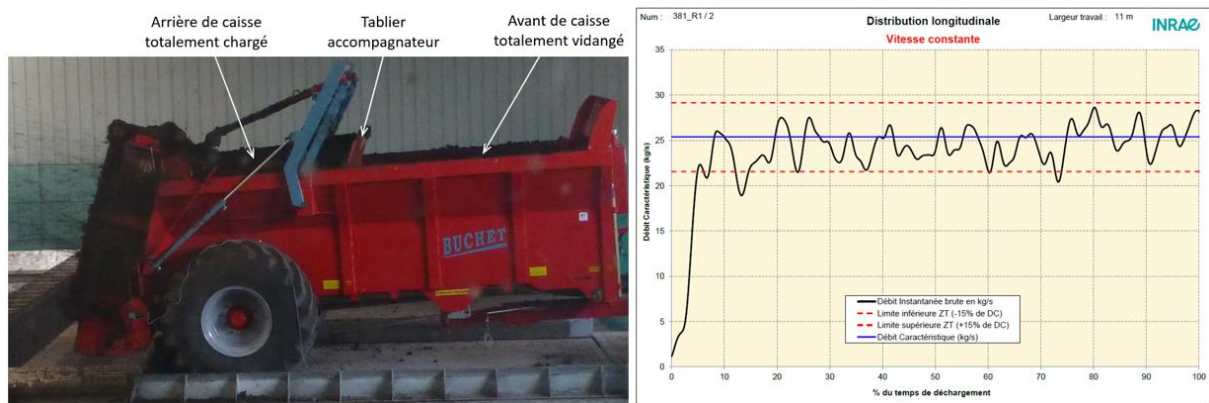 Arrière de caisse
totalement chargé
Tablier
accompagnateur
Avant de caisse
totalement vidangé
BUCHET
Num : 381_R1 / 2
Distribution longitudinale
Largeur travail : 11 m
INRAE
Vitesse constante
Débit Caractéristique (kg/s)
35
30
25
20
15
10
5
0
Débit Instantanée brute en kg/s
Limite inférieure ZT (-15% de DC)
Limite supérieure ZT (+15% de DC)
Débit Caractéristique (kg/s)
0 10 20 30 40 50 60 70 80 90 100
% du temps de déchargement